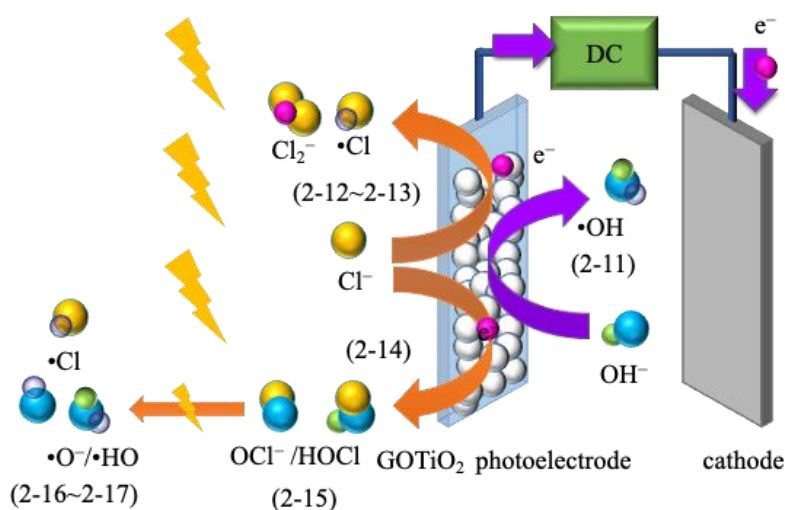 DC
e⁻
Cl₂⁻ •Cl
e⁻
(2-12~2-13)
•OH
(2-11)
Cl⁻
(2-14)
e⁻
OH⁻
•Cl
•O⁻/•HO
(2-16~2-17)
OCl⁻ /HOCl
(2-15)
GOTiO₂ photoelectrode
cathode